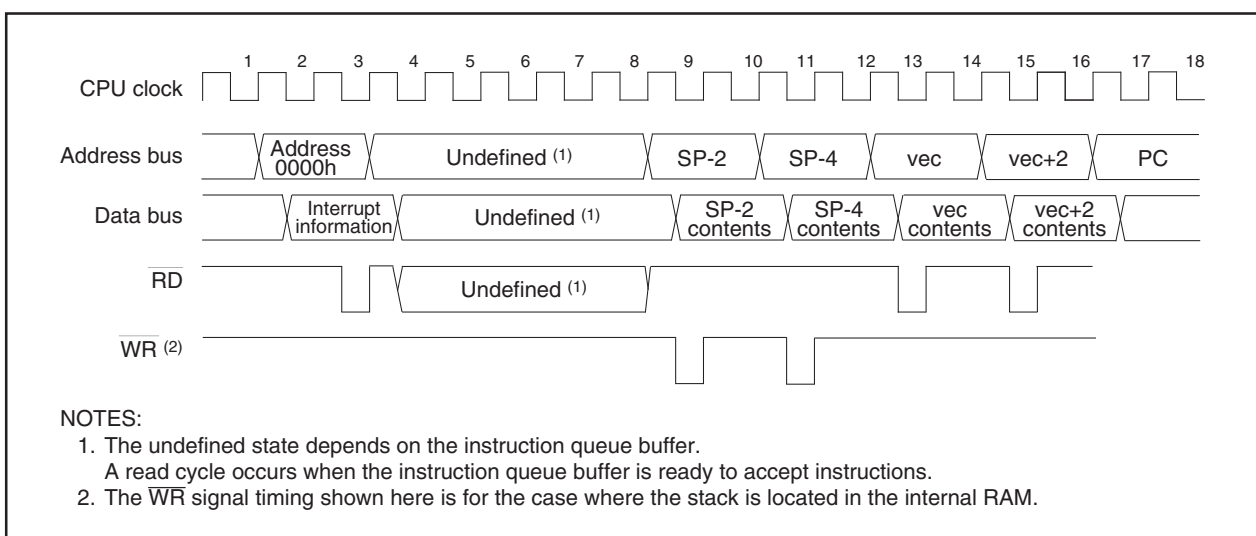 1 2 3 4 5 6 7 8 9 10 11 12 13 14 15 16 17 18
CPU clock
Address bus
Address
0000h
Undefined (1)
SP-2
SP-4
vec
vec+2
PC
Data bus
Interrupt
information
Undefined (1)
SP-2
contents
SP-4
contents
vec
contents
vec+2
contents
RD
Undefined (1)
WR (2)
NOTES:
1. The undefined state depends on the instruction queue buffer.
A read cycle occurs when the instruction queue buffer is ready to accept instructions.
2. The WR signal timing shown here is for the case where the stack is located in the internal RAM.